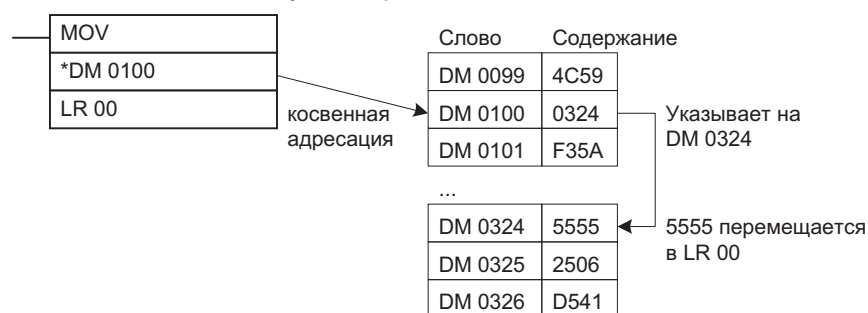 MOV
*DM 0100
LR 00
косвенная
адресация
Слово Содержание
DM 0099 4C59
DM 0100 0324
DM 0101 F35A
...
DM 0324 5555
DM 0325 2506
DM 0326 D541
Указывает на
DM 0324
5555 перемещается
в LR 00